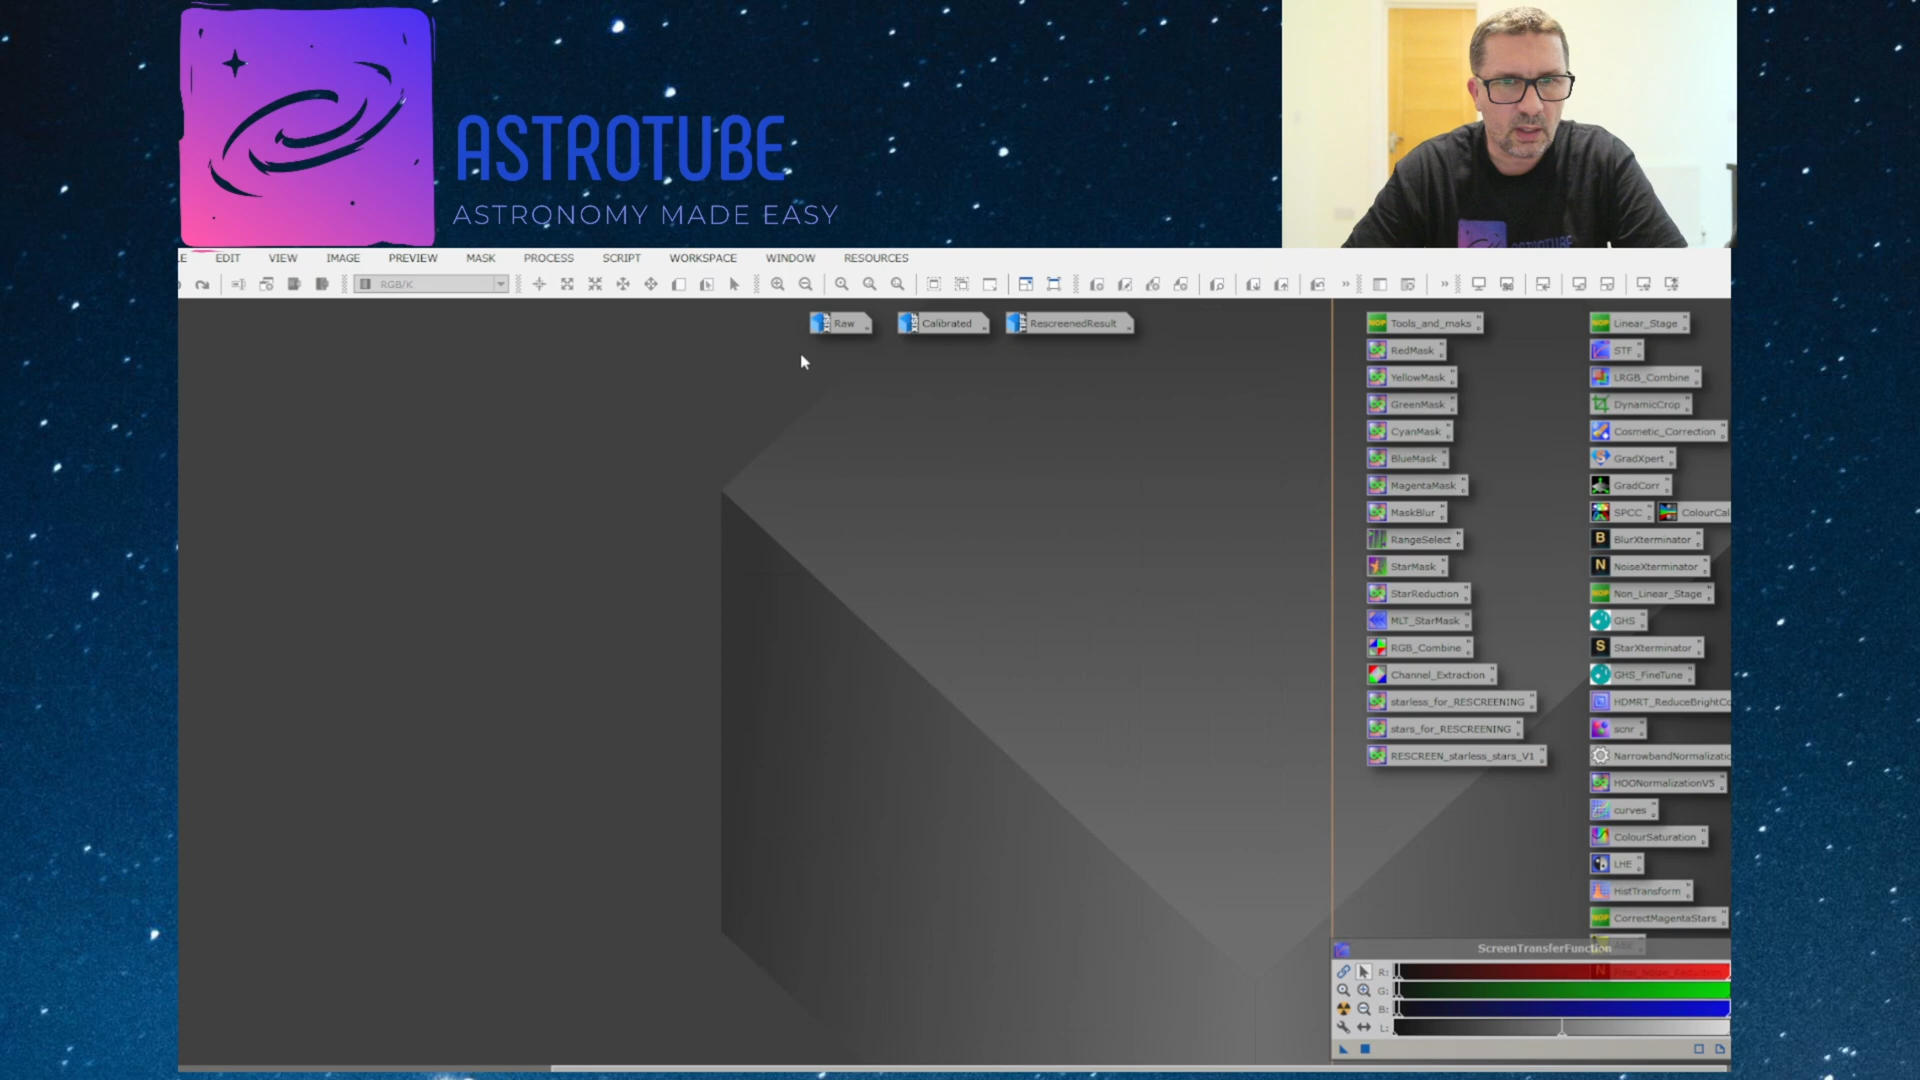 ASTROTUBE
ASTRONOMY MADE EASY
E EDIT VIEW IMAGE PREVIEW MASK PROCESS SCRIPT WORKSPACE WINDOW RESOURCES
RGB/K
Raw
Calibrated
RescreenedResult
Tools_and_maks
RedMask
YellowMask
GreenMask
CyanMask
BlueMask
MagentaMask
MaskBlur
RangeSelect
StarMask
StarReduction
MLT_StarMask
RGB_Combine
Channel_Extraction
starless_for_RESCREENING
stars_for_RESCREENING
RESCREEN_starless_stars_V1
Linear_Stage
STF
LRGB_Combine
DynamicCrop
Cosmetic_Correction
GradXpert
GradCorr
SPCC ColourCal
BlurXterminator
NoiseXterminator
Non_Linear_Stage
GHS
StarXterminator
GHS_FineTune
HDMRT_ReduceBrightCo
scnr
NarrowbandNormalizatio
HOONormalizationV5
curves
ColourSaturation
LHE
HistTransform
CorrectMagentaStars
ScreenTransferFunction
R:
G:
B:
L: